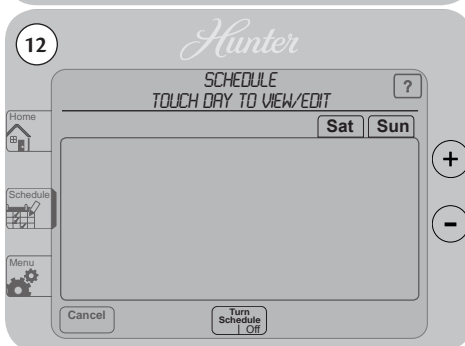 12
Hunter
SCHEDULE
TOUCH DAY TO VIEW/EDIT
?
Home
Sat Sun
+
Schedule
-
Menu
Cancel
Turn
Schedule
| Off